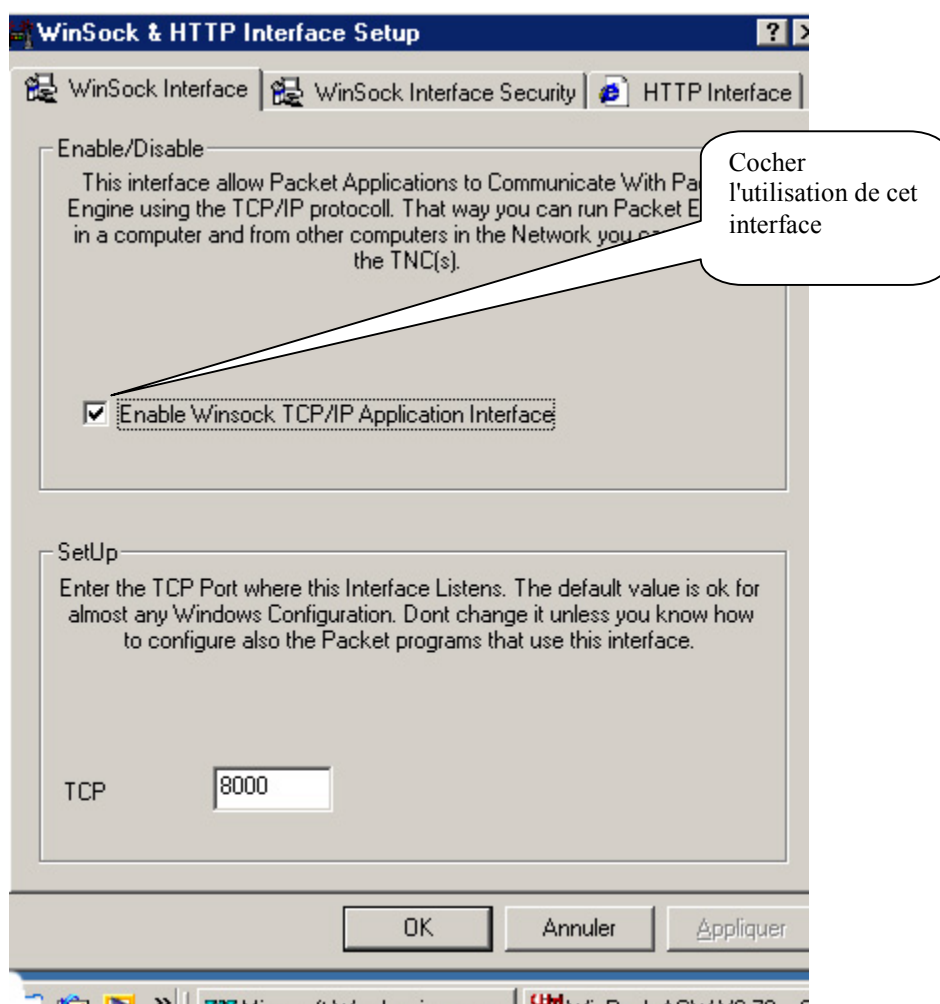 WinSock & HTTP Interface Setup
WinSock Interface
WinSock Interface Security
HTTP Interface
Enable/Disable
This interface allow Packet Applications to Communicate With
Engine using the TCP/IP protocoll. That way you can run Packet
in a computer and from other computers in the Network you
the TNC(s).
Cocher
l'utilisation de cet
interface
Enable Winsock TCP/IP Application Interface
SetUp
Enter the TCP Port where this Interface Listens. The default value is ok for
almost any Windows Configuration. Dont change it unless you know how
to configure also the Packet programs that use this interface.
TCP
8000
OK
Annuler
Appliquer